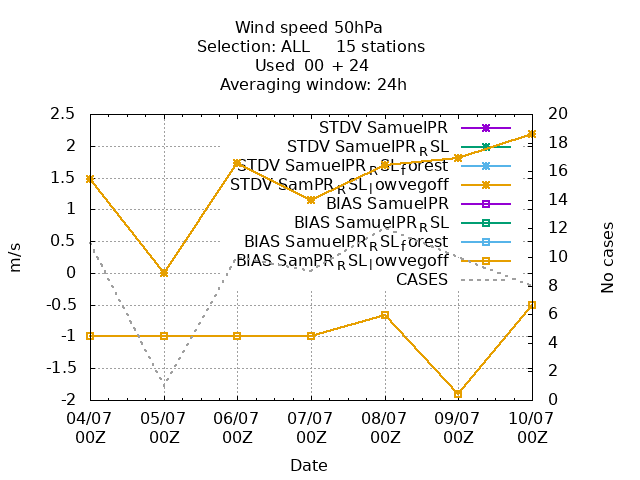 Wind speed 50hPa
Selection: ALL 15 stations
Used 00 + 24
Averaging window: 24h
m/s
2.5
2
1.5
1
0.5
0
-0.5
-1
-1.5
-2
20
18
16
14
12
10
8
6
4
2
0
No cases
STDV SamuelPR
STDV SamuelPR_RSL
STDV SamuelPR_RSL_forest
STDV SamPR_RSL_lowvegoff
BIAS SamuelPR
BIAS SamuelPR_RSL
BIAS SamuelPR_RSL_forest
BIAS SamPR_RSL_lowvegoff
CASES
04/07 05/07 06/07 07/07 08/07 09/07 10/07
00Z 00Z 00Z 00Z 00Z 00Z 00Z
Date